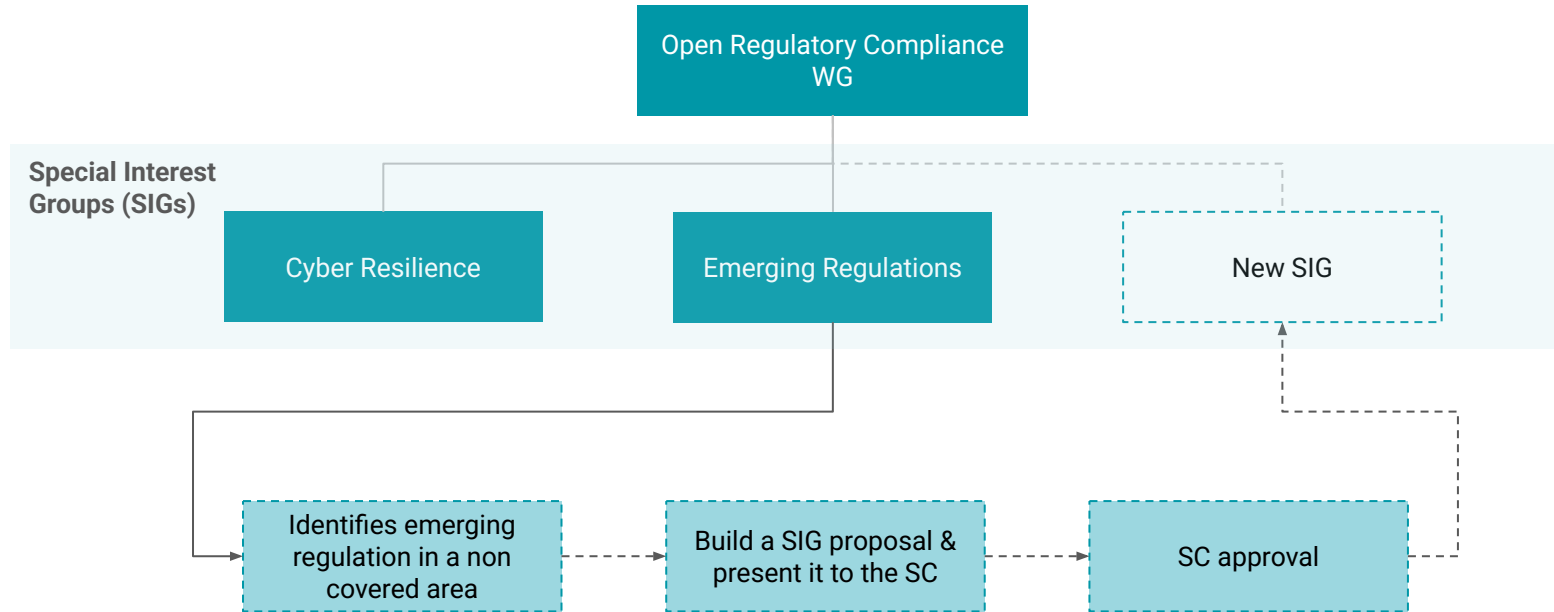 Open Regulatory Compliance
WG
Special Interest
Groups (SIGs)
Cyber Resilience
Emerging Regulations
New SIG
Identifies emerging
regulation in a non
covered area
Build a SIG proposal &
present it to the SC
SC approval